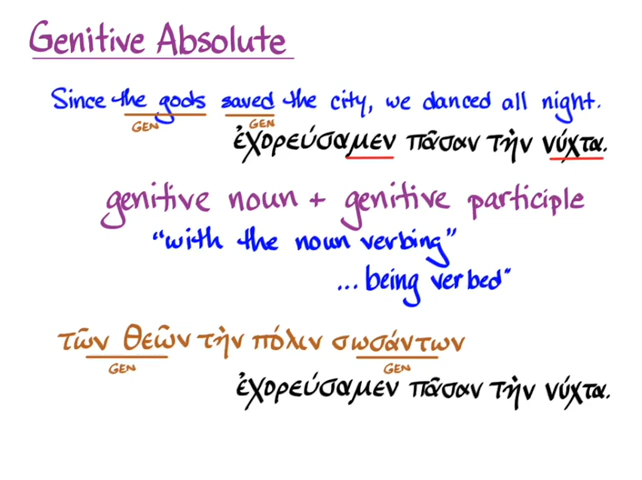 Genitive Absolute
Since the gods saved the city, we danced all night.
GEN GEN
ἐχορεύσαμεν πᾶσαν τὴν νύχτα.
genitive noun + genitive participle
"with the noun verbing"
...being verbed"
τῶν θεῶν τὴν πόλιν σωσάντων
GEN GEN
ἐχορεύσαμεν πᾶσαν τὴν νύχτα.